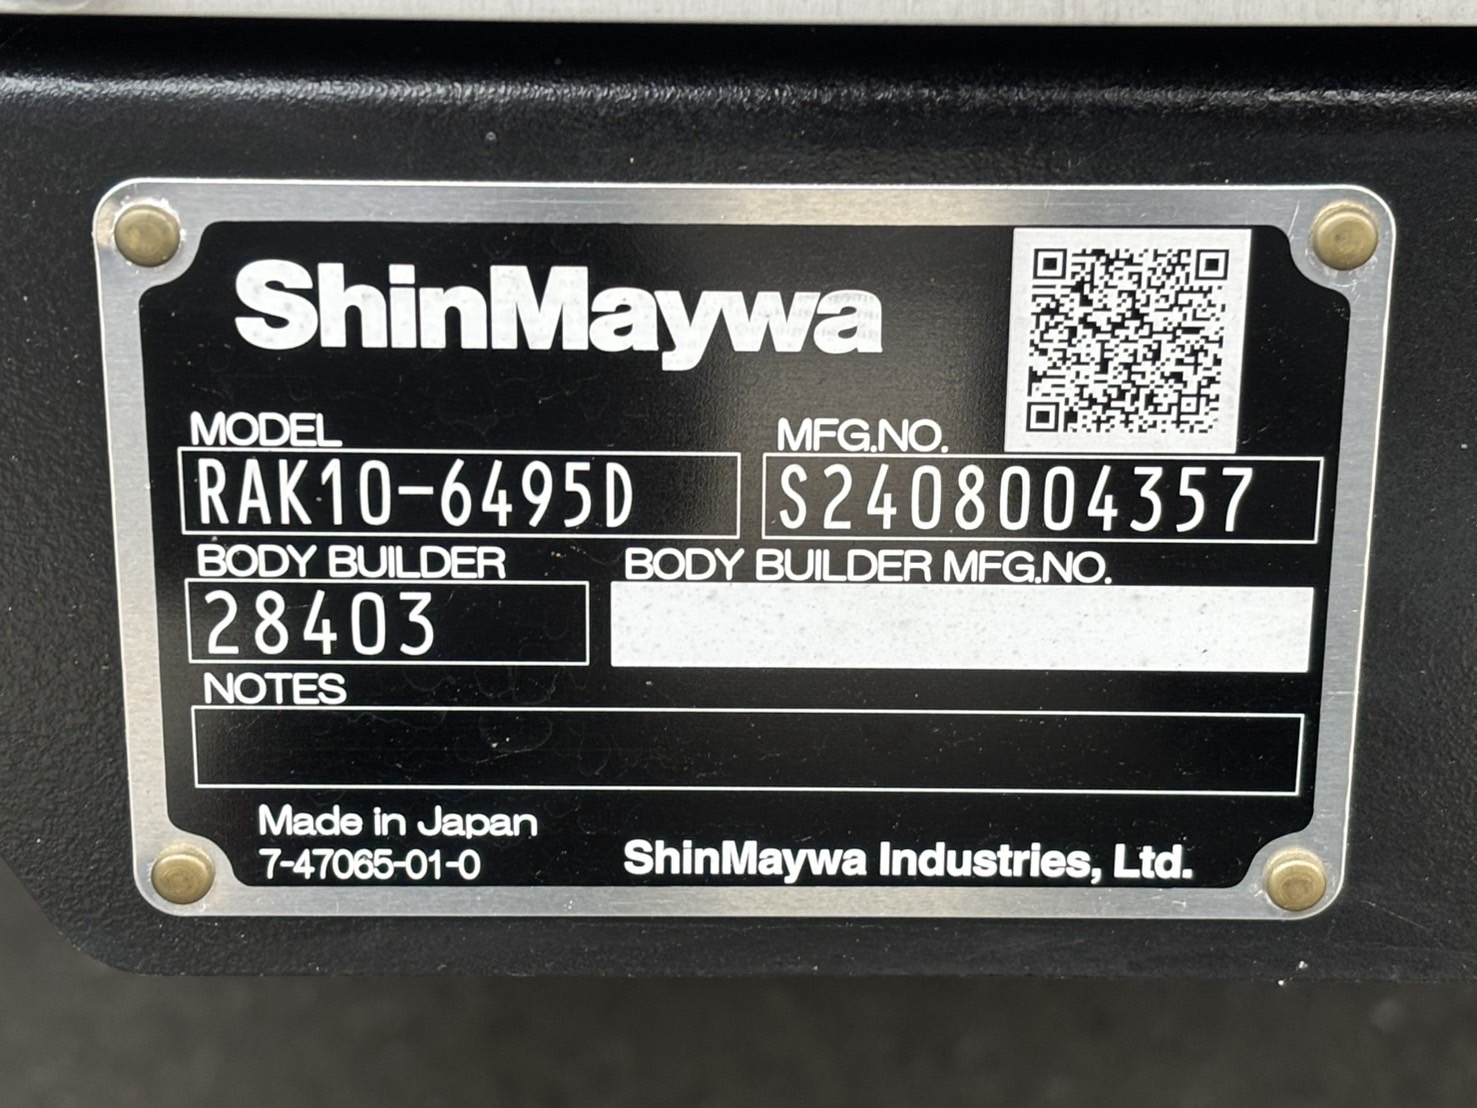 ShinMaywa
MODEL
RAK10-6495D
MFG.NO.
S2408004357
BODY BUILDER
28403
BODY BUILDER MFG.NO.
NOTES
Made in Japan
7-47065-01-0
ShinMaywa Industries, Ltd.